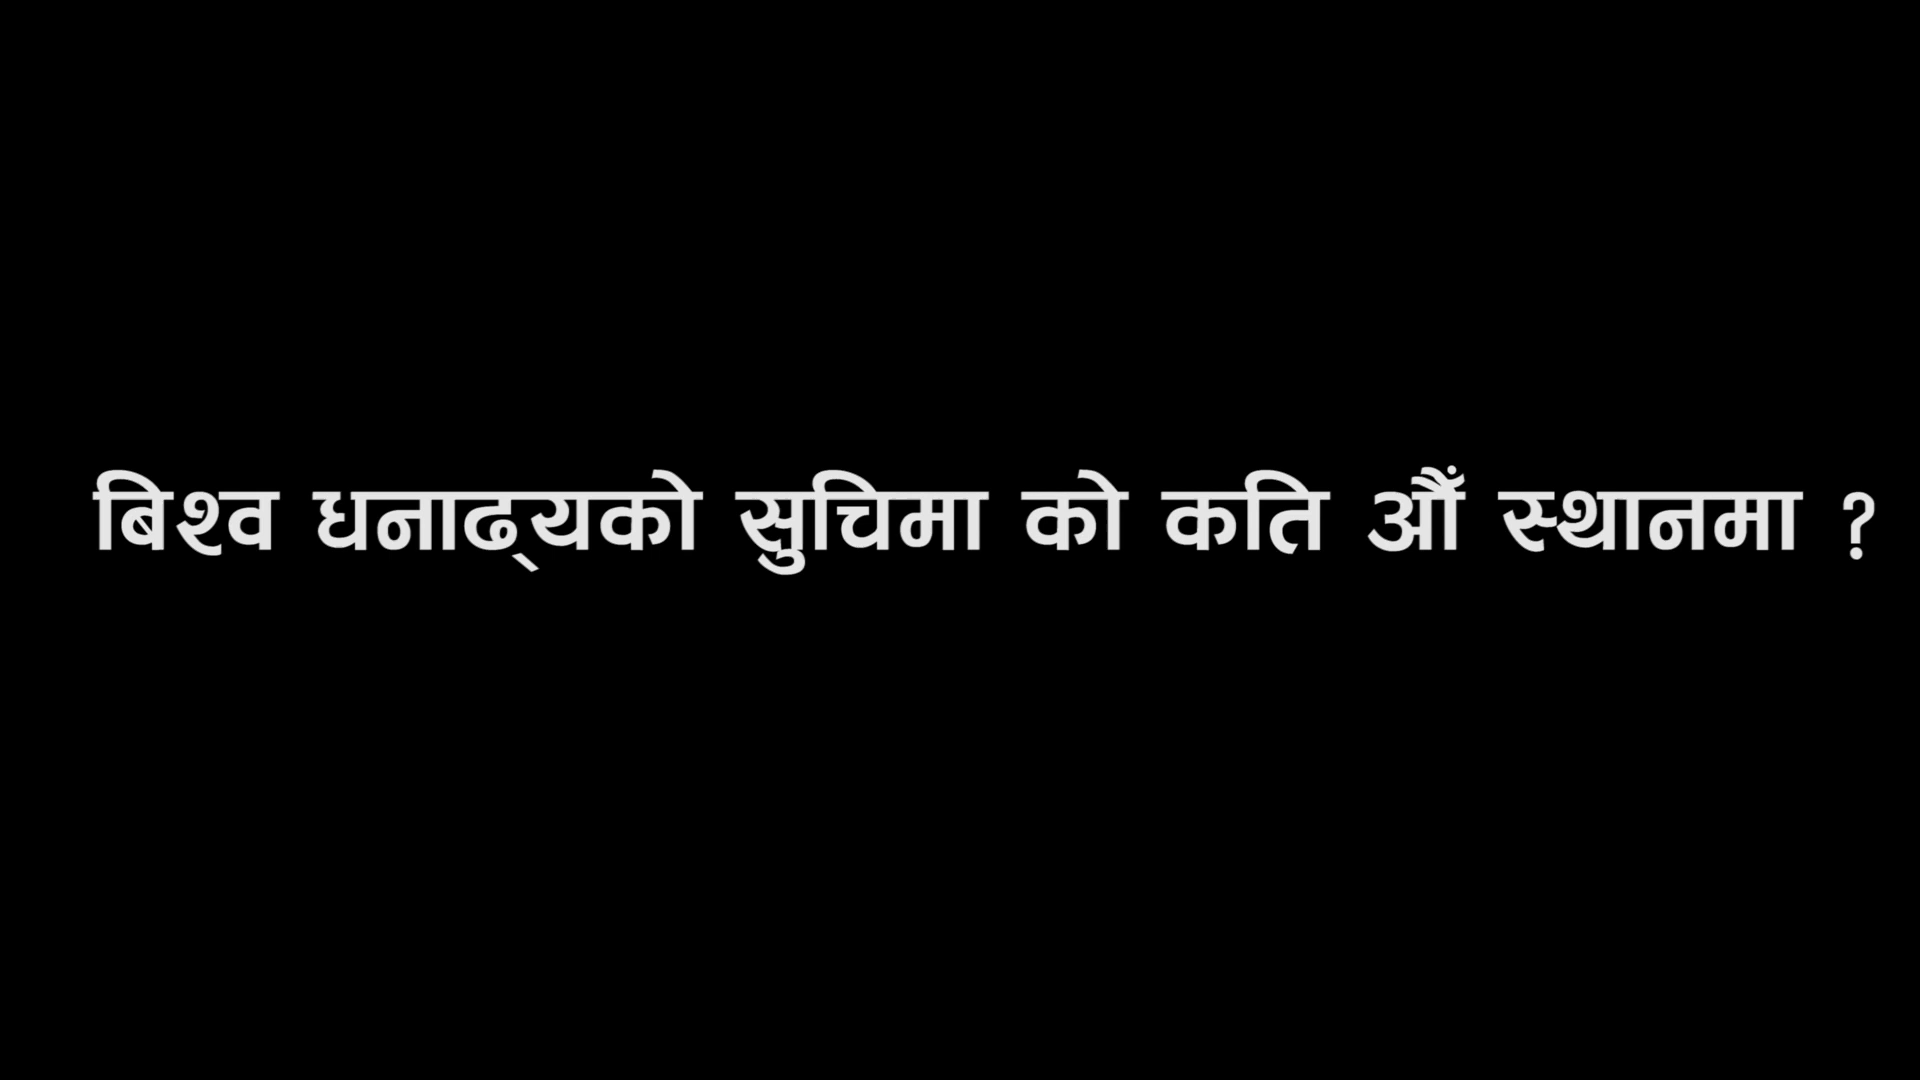 बिश्व धनाढ्‌यको सुचिमा को कति औँ स्थानमा ?